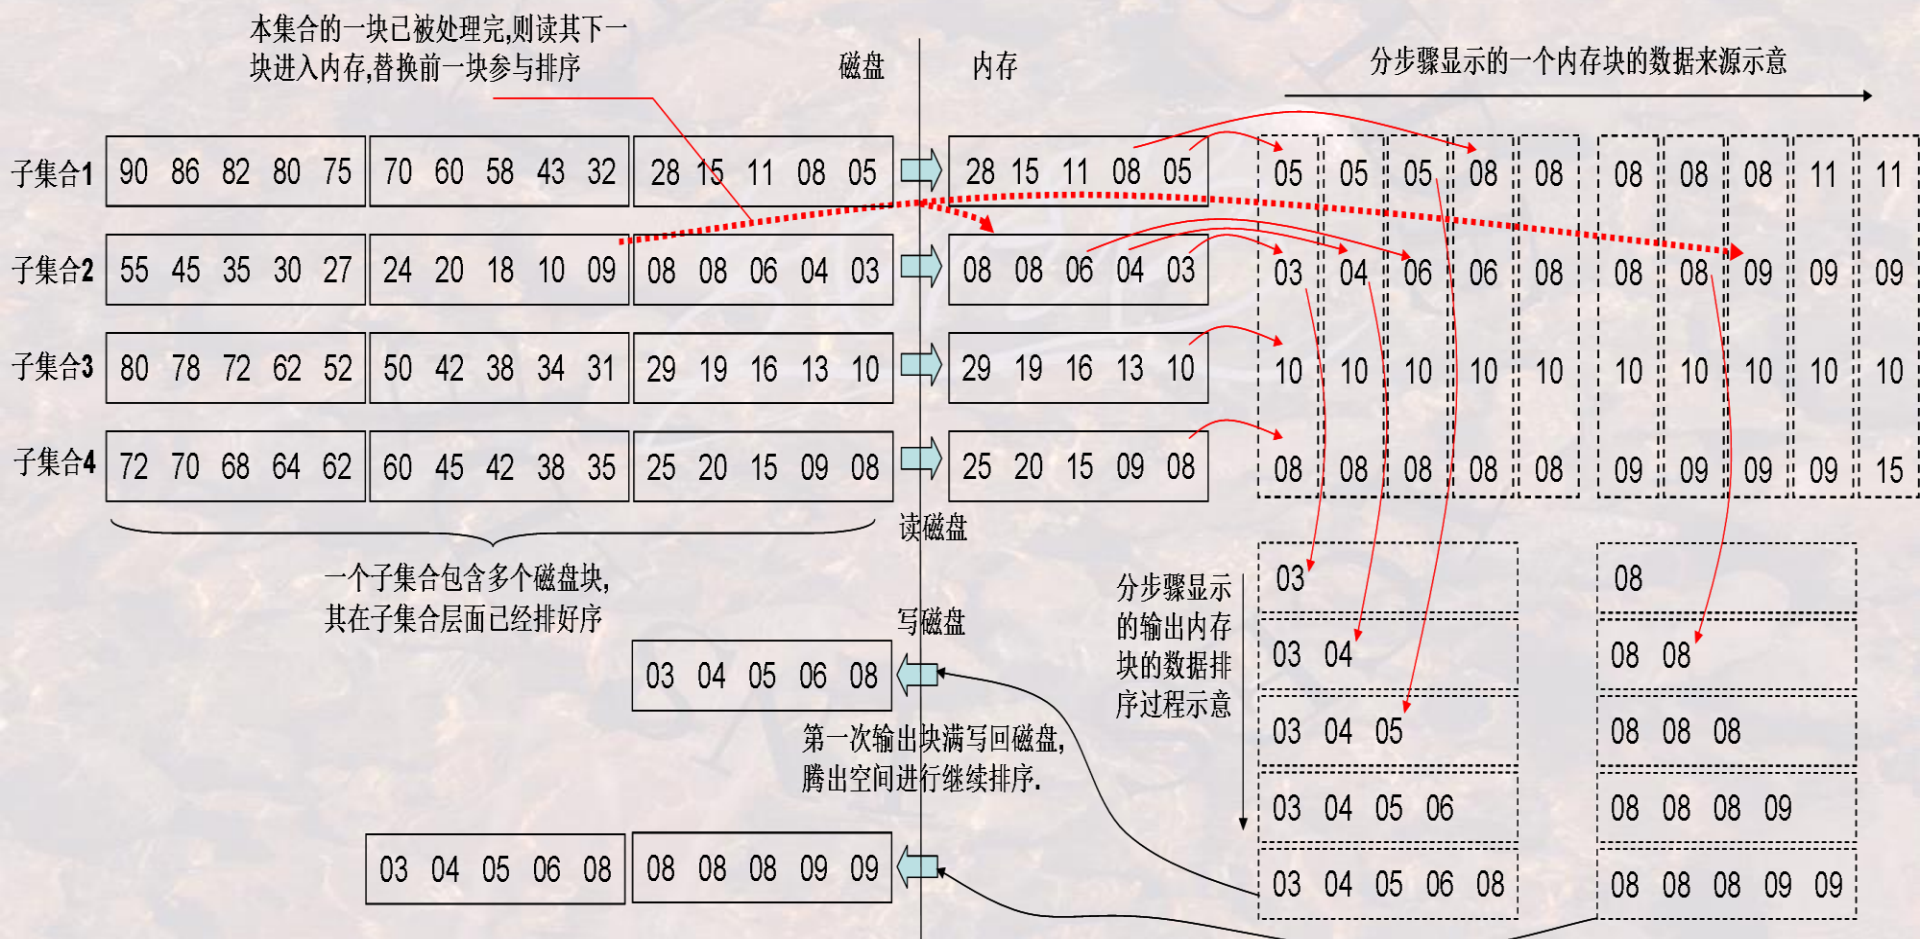 本集合的一块已被处理完,则读其下一
块进入内存,替换前一块参与排序
磁盘
内存
分步骤显示的一个内存块的数据来源示意
子集合1 90 86 82 80 75 70 60 58 43 32 28 15 11 08 05 28 15 11 08 05 05 05 05 08 08 08 08 08 11 11
子集合2 55 45 35 30 27 24 20 18 10 09 08 08 06 04 03 08 08 06 04 03 03 04 06 06 08 08 08 09 09 09
子集合3 80 78 72 62 52 50 42 38 34 31 29 19 16 13 10 29 19 16 13 10 10 10 10 10 10 10 10 10 10 10
子集合4 72 70 68 64 62 60 45 42 38 35 25 20 15 09 08 25 20 15 09 08 08 08 08 08 08 09 09 09 09 15
读磁盘
一个子集合包含多个磁盘块,
其在子集合层面已经排好序
写磁盘
03 04 05 06 08
第一次输出块满写回磁盘,
腾出空间进行继续排序.
03 04 05 06 08 08 08 08 09 09
分步骤显示
的输出内存
块的数据排
序过程示意
03
03 04
03 04 05
03 04 05 06
03 04 05 06 08
08
08 08
08 08 08
08 08 08 09
08 08 08 09 09